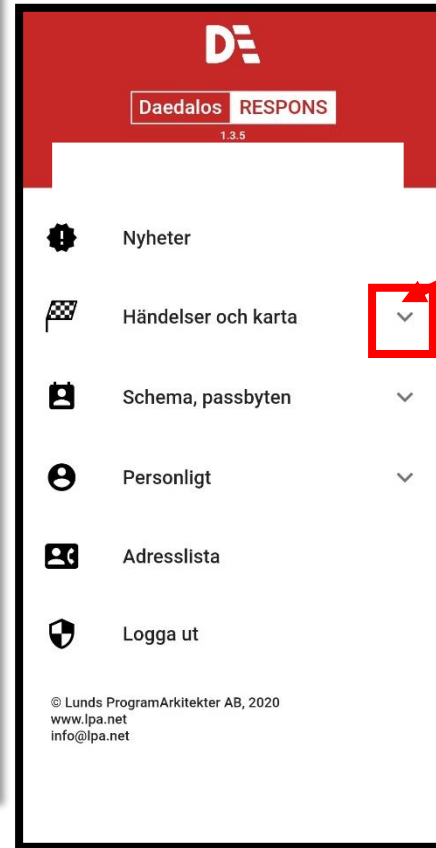 DE
Daedalos RESPONS
1.3.5
Nyheter
Händelser och karta
Schema, passbyten
Personligt
Adresslista
Logga ut
© Lunds ProgramArkitekter AB, 2020
www.lpa.net
info@lpa.net